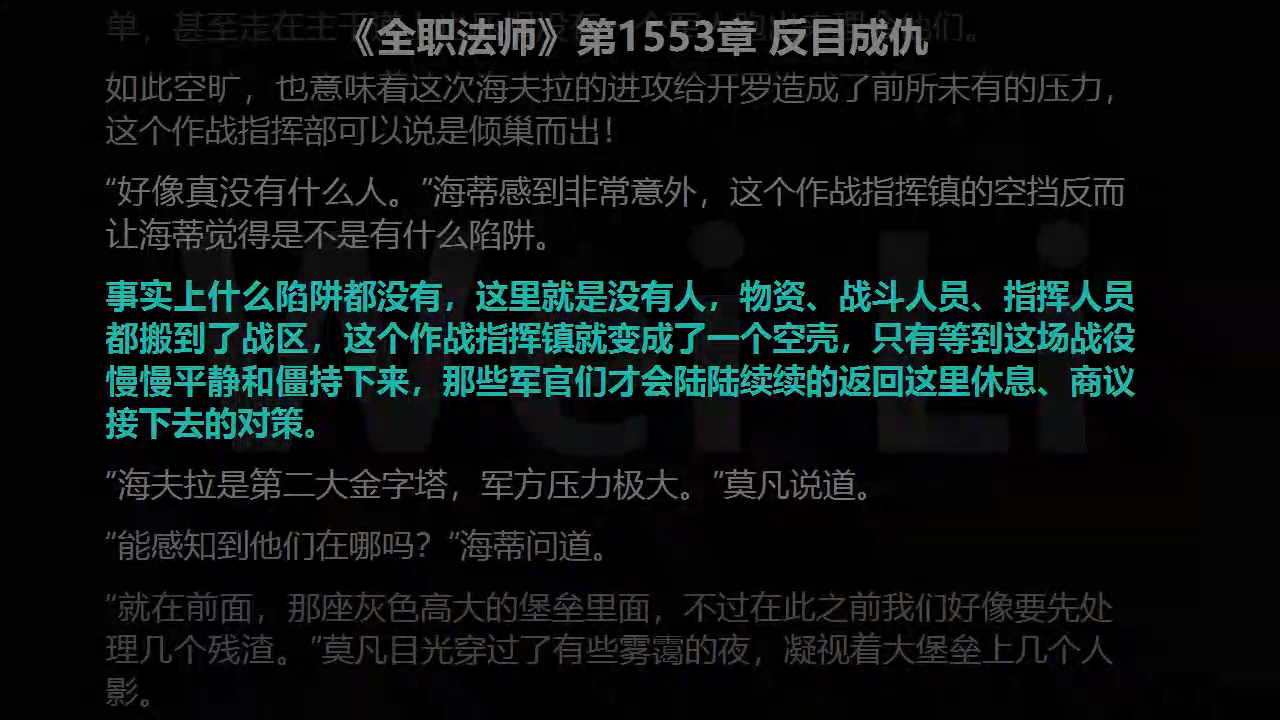 《全职法师》第1553章 反目成仇
如此空旷，也意味着这次海夫拉的进攻给开罗造成了前所未有的压力，
这个作战指挥部可以说是倾巢而出！
“好像真没有什么人。”海蒂感到非常意外，这个作战指挥镇的空挡反而
让海蒂觉得是不是有什么陷阱。
事实上什么陷阱都没有，这里就是没有人，物资、战斗人员、指挥人员
都搬到了战区，这个作战指挥镇就变成了一个空壳，只有等到这场战役
慢慢平静和僵持下来，那些军官们才会陆陆续续的返回这里休息、商议
接下去的对策。
“海夫拉是第二大金字塔，军方压力极大。”莫凡说道。
“能感知到他们在哪吗？“海蒂问道。
“就在前面，那座灰色高大的堡垒里面，不过在此之前我们好像要先处
理几个残渣。”莫凡目光穿过了有些雾霭的夜，凝视着大堡垒上几个人
影。
Wei Li